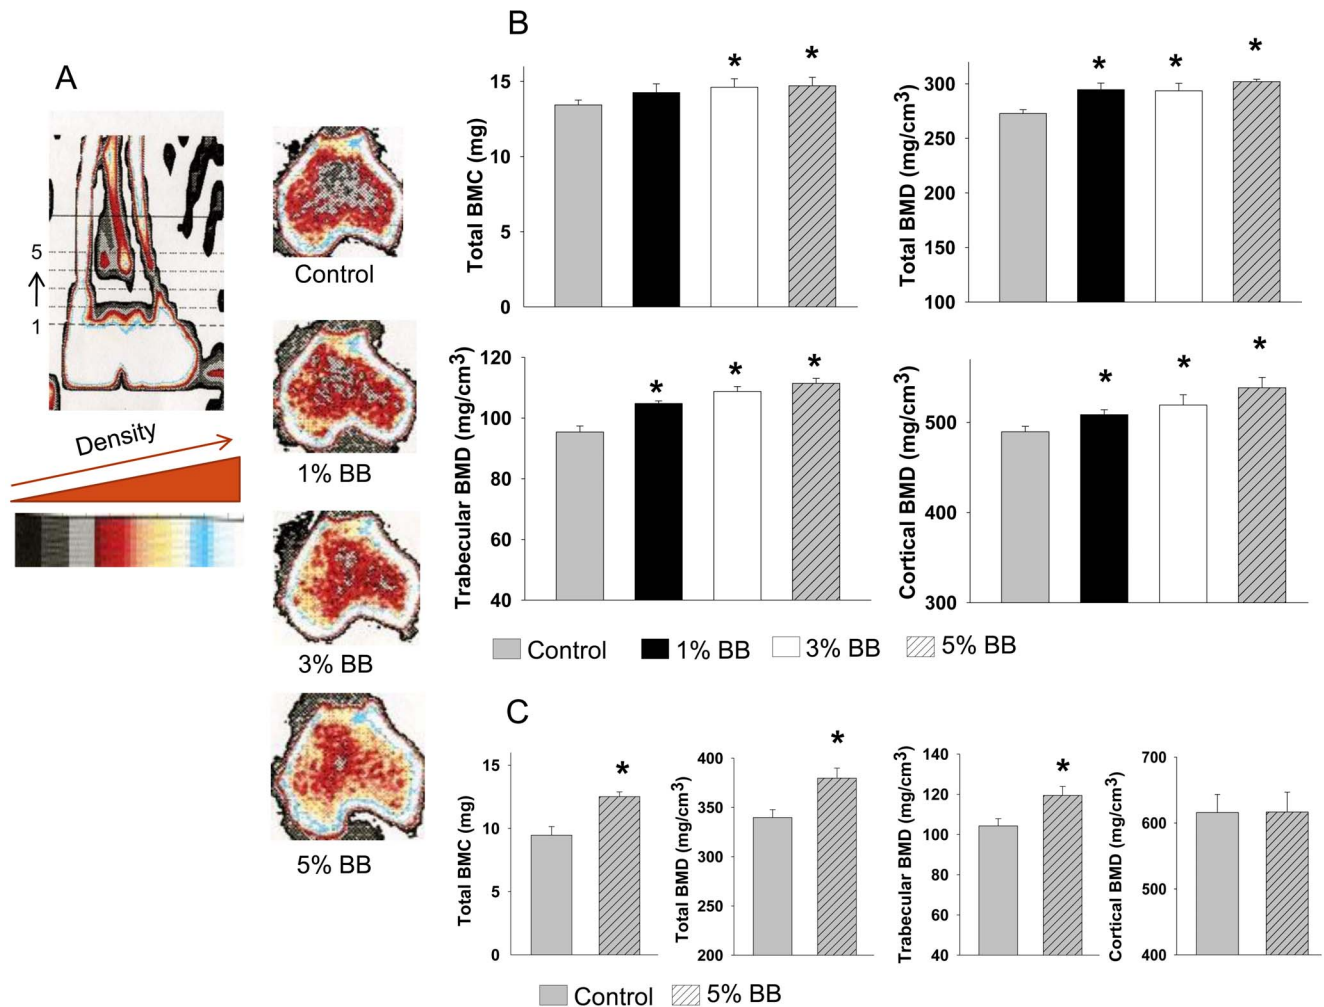 A
5
1
Density
Control
1% BB
3% BB
5% BB
B
Total BMC (mg)
15
10
5
0
*
*
Total BMD (mg/cm³)
300
250
200
150
100
*
*
*
Trabecular BMD (mg/cm³)
120
100
80
60
40
*
*
*
Cortical BMD (mg/cm³)
500
400
300
*
*
*
Control 1% BB 3% BB 5% BB
C
Total BMC (mg)
15
10
5
0
*
Total BMD (mg/cm³)
400
350
300
250
200
*
Trabecular BMD (mg/cm³)
140
120
100
80
60
40
*
Cortical BMD (mg/cm³)
700
600
500
400
Control 5% BB